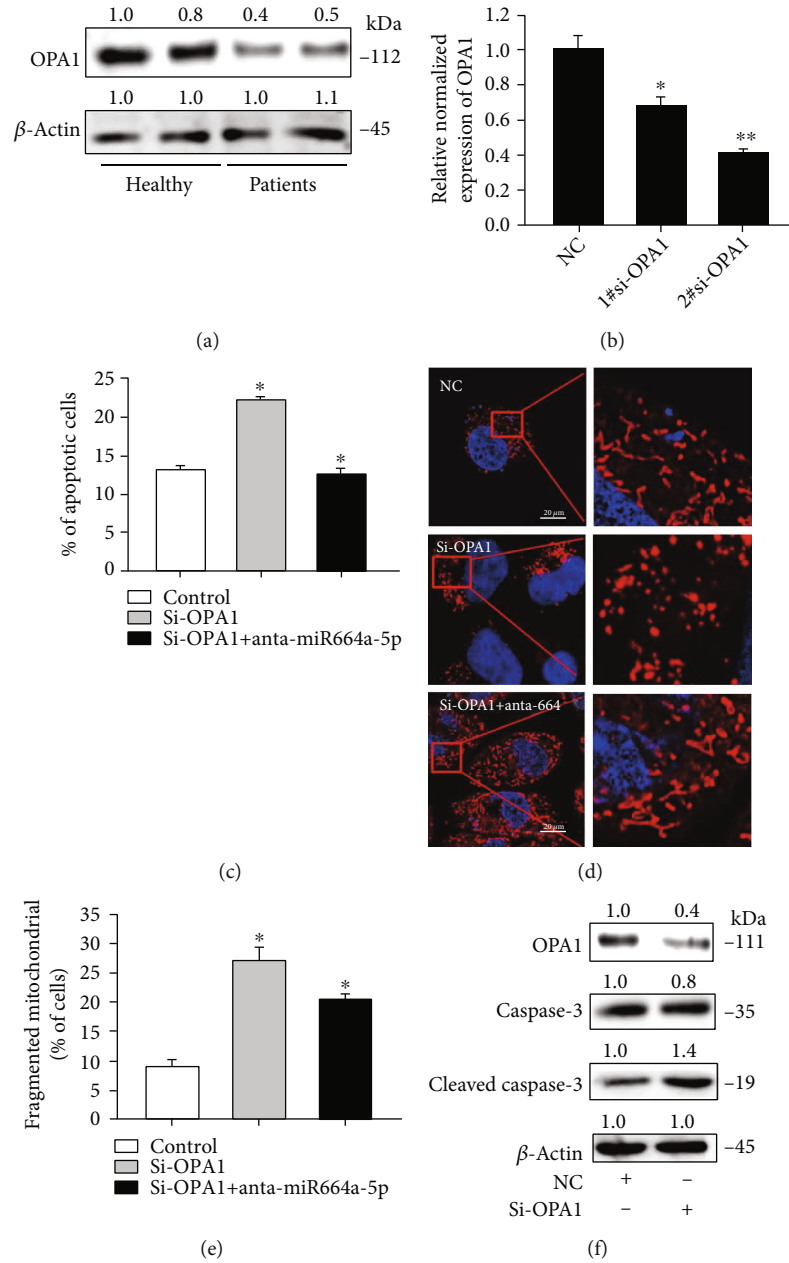 1.0 0.8 0.4 0.5 kDa
OPA1 –112
1.0 1.0 1.0 1.1
β-Actin –45
Healthy Patients
(a)
Relative normalized
expression of OPA1
1.2
1.0
0.8
0.6
0.4
0.2
0.0
*
**
NC
1#si-OPA1
2#si-OPA1
(b)
% of apoptotic cells
25
20
15
10
5
0
*
*
Control
Si-OPA1
Si-OPA1+anta-miR664a-5p
(c)
NC
20 µm
Si-OPA1
Si-OPA1+anta-664
20 µm
(d)
Fragmented mitochondrial
(% of cells)
35
30
25
20
15
10
5
0
*
*
Control
Si-OPA1
Si-OPA1+anta-miR664a-5p
(e)
1.0 0.4 kDa
OPA1 –111
1.0 0.8
Caspase-3 –35
1.0 1.4
Cleaved caspase-3 –19
1.0 1.0
β-Actin –45
NC + –
Si-OPA1 – +
(f)